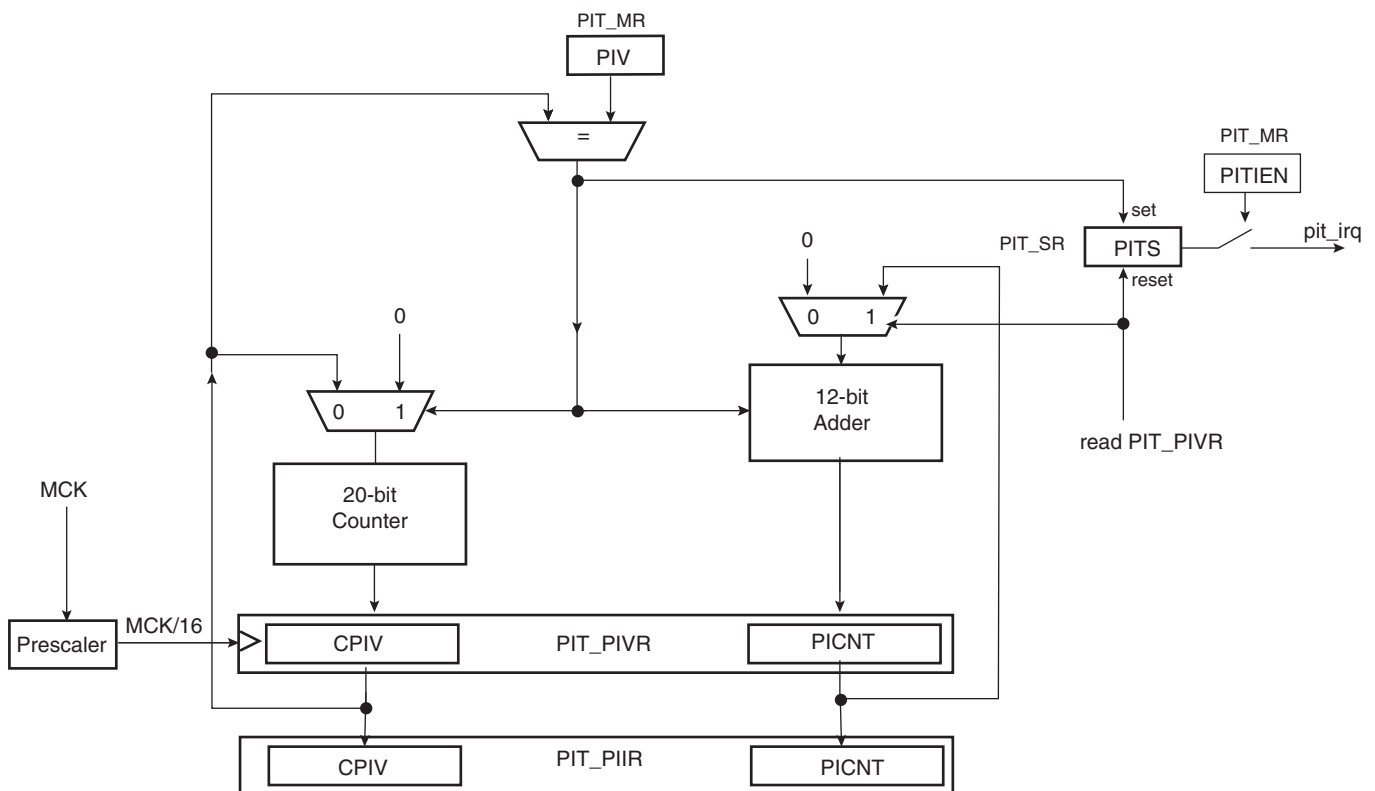 PIT_MR
PIV
=
PIT_MR
PITIEN
set
0
PIT_SR
PITS
pit_irq
reset
0
0 1
0 1
12-bit
Adder
read PIT_PIVR
MCK
20-bit
Counter
MCK/16
Prescaler
CPIV
PIT_PIVR
PICNT
CPIV
PIT_PIIR
PICNT